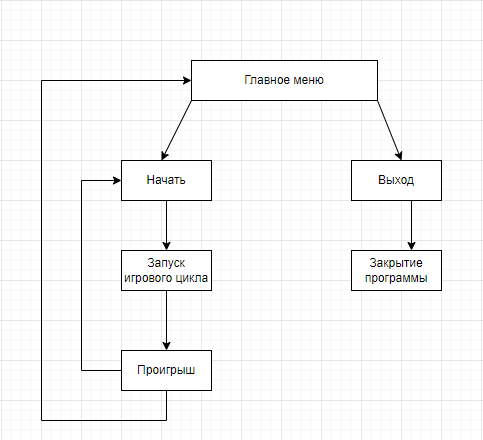 Главное меню
Начать
Выход
Запуск
игрового цикла
Закрытие
программы
Проигрыш